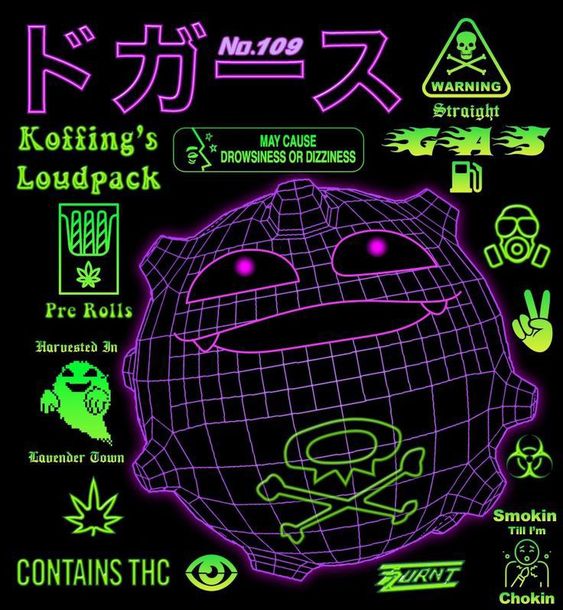 ドガース
No.109
WARNING
Straight
GAS
Koffing's
Loudpack
MAY CAUSE
DROWSINESS OR DIZZINESS
Pre Rolls
Harvested In
Lavender Town
CONTAINS THC
BURNT
Smokin
Till I'm
Chokin